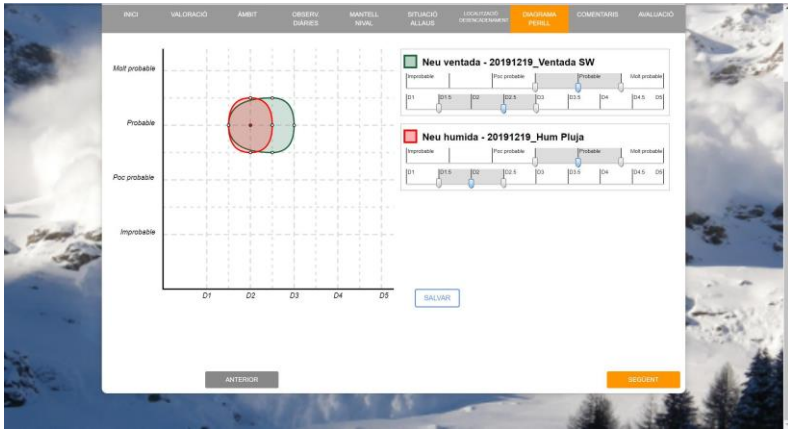 INICI
VALORACIÓ
ÀMBIT
OBSERV.
DIÀRIES
MANTELL
NIVAL
SITUACIÓ
ALLAUS
LOCALITZACIÓ
DESENCADENAMENT
DIAGRAMA
PERILL
COMENTARIS
AVALUACIÓ
Molt probable
Probable
Poc probable
Improbable
D1 D2 D3 D4 D5
Neu ventada - 20191219_Ventada SW
Improbable Poc probable Probable Molt probable
D1 D1.5 D2 D2.5 D3 D3.5 D4 D4.5 D5
Neu humida - 20191219_Hum Pluja
Improbable Poc probable Probable Molt probable
D1 D1.5 D2 D2.5 D3 D3.5 D4 D4.5 D5
SALVAR
ANTERIOR
SEGÜENT